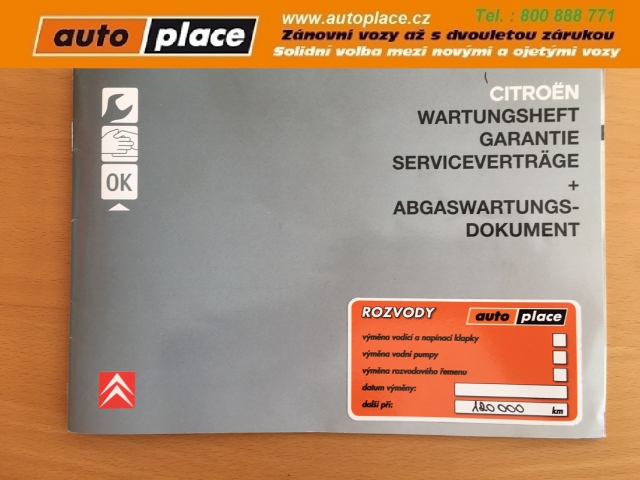 auto place
www.autoplace.cz
Tel. : 800 888 771
Zánovní vozy až s dvouletou zárukou
Solidní volba mezi novými a ojetými vozy
OK
CITROËN
WARTUNGSHEFT
GARANTIE
SERVICEVERTRÄGE
+
ABGASWARTUNGS-
DOKUMENT
ROZVODY
auto place
výměna vodící a napínací klapky
výměna vodní pumpy
výměna rozvodového řemenu
datum výměny:
další při: 120 000 km